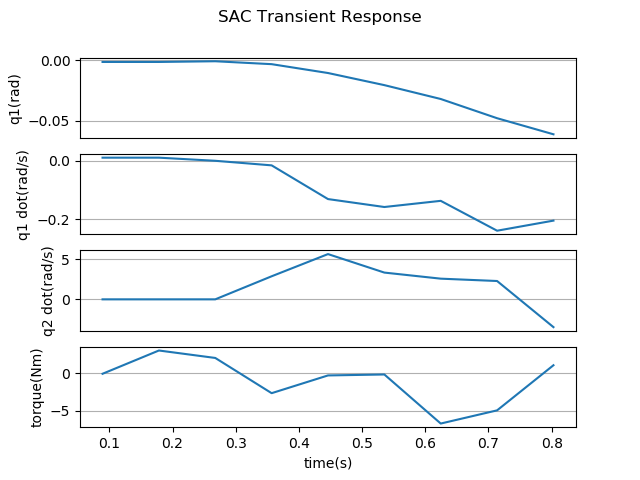 SAC Transient Response
q1(rad)
0.00
−0.05
q1 dot(rad/s)
0.0
−0.2
q2 dot(rad/s)
5
0
torque(Nm)
0
−5
0.1 0.2 0.3 0.4 0.5 0.6 0.7 0.8
time(s)